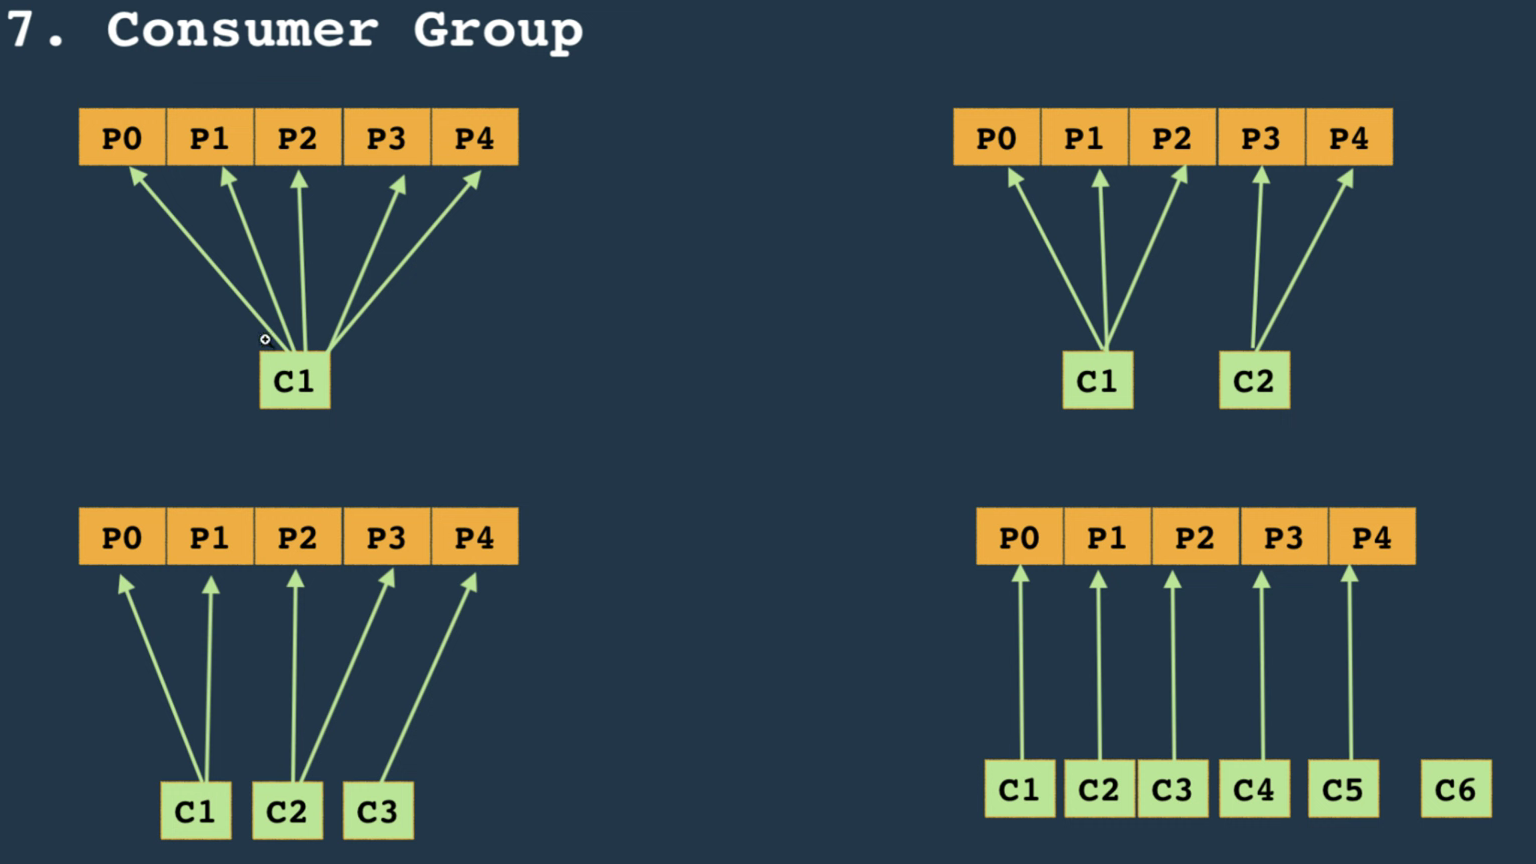 7. Consumer Group
P0 P1 P2 P3 P4
C1
P0 P1 P2 P3 P4
C1 C2
P0 P1 P2 P3 P4
C1 C2 C3
P0 P1 P2 P3 P4
C1 C2 C3 C4 C5 C6